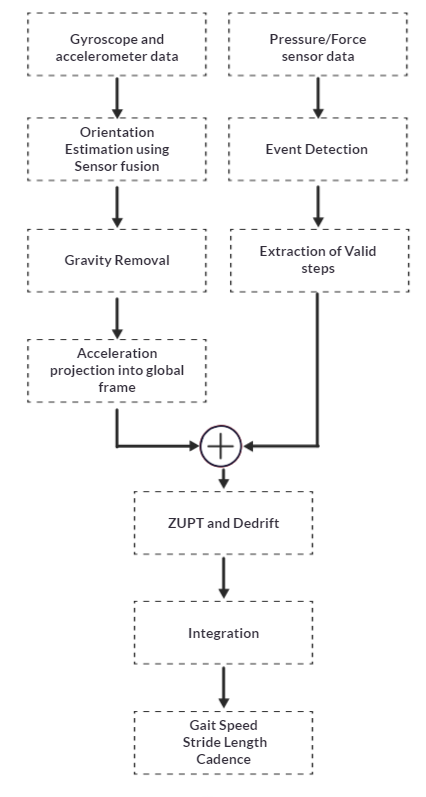 Gyroscope and
accelerometer data
Pressure/Force
sensor data
Orientation
Estimation using
Sensor fusion
Event Detection
Gravity Removal
Extraction of Valid
steps
Acceleration
projection into global
frame
ZUPT and Dedrift
Integration
Gait Speed
Stride Length
Cadence